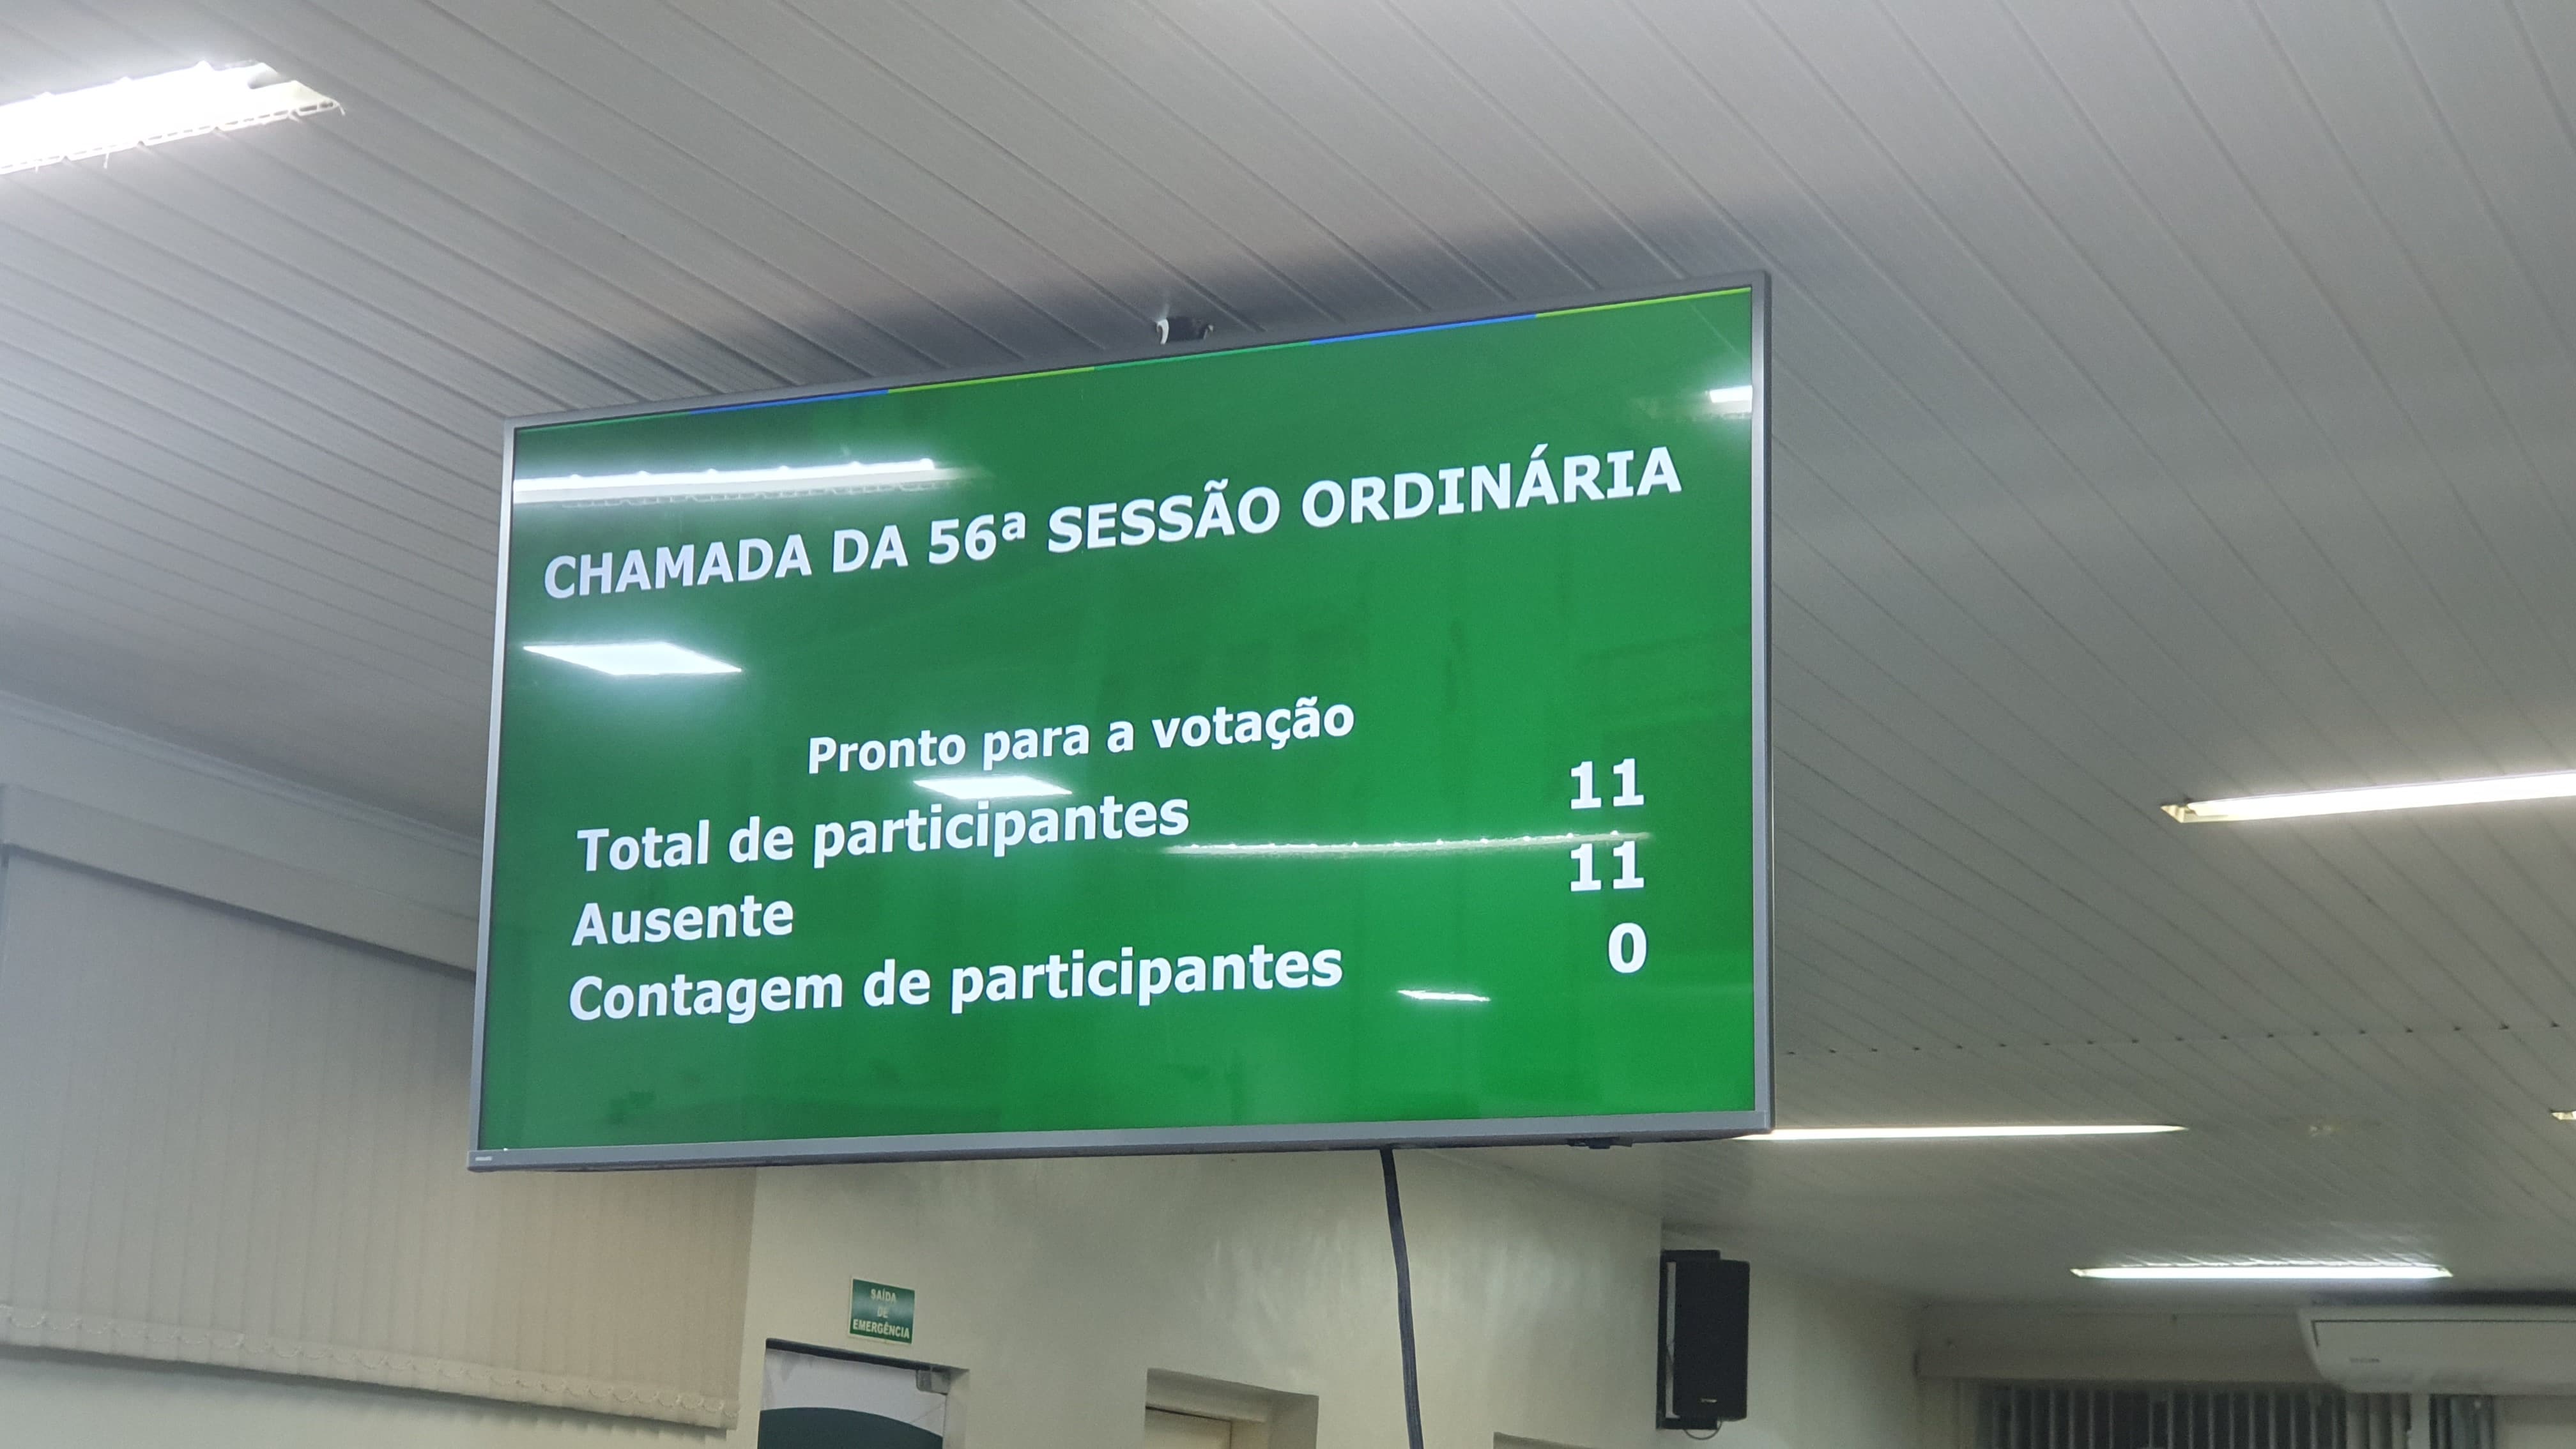 CHAMADA DA 56ª SESSÃO ORDINÁRIA
Pronto para a votação
Total de participantes 11
Ausente 11
Contagem de participantes 0
SAÍDA
DE
EMERGÊNCIA